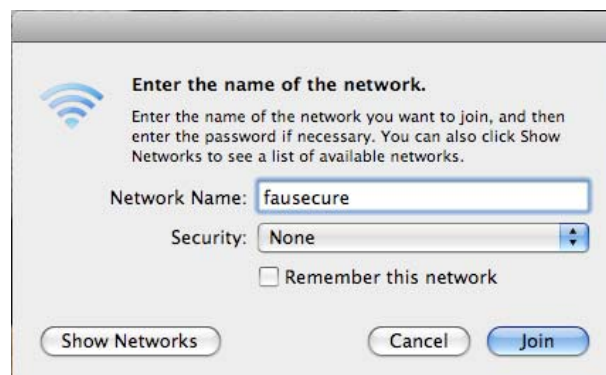 Enter the name of the network.
Enter the name of the network you want to join, and then
enter the password if necessary. You can also click Show
Networks to see a list of available networks.
Network Name: fausecure
Security: None
Remember this network
Show Networks Cancel Join